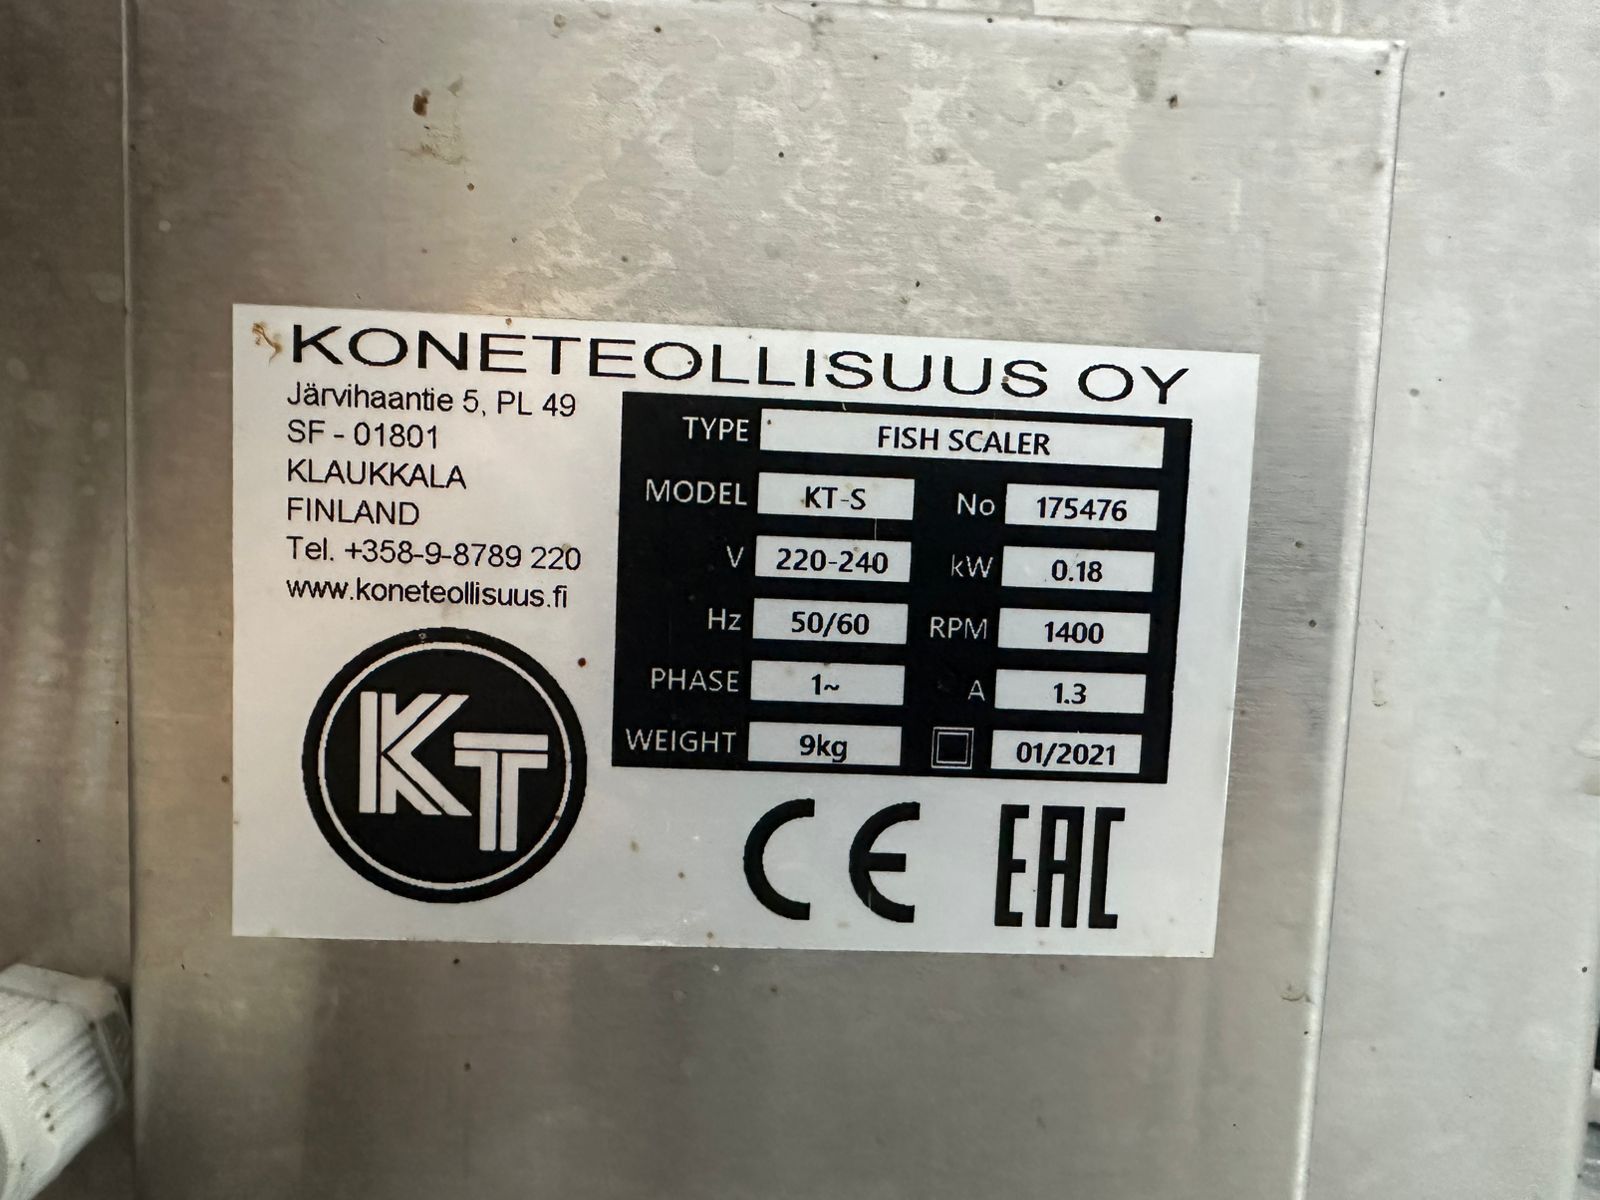 KONETEOLLISUUS OY
Järvihaantie 5, PL 49
SF - 01801
KLAUKKALA
FINLAND
Tel. +358-9-8789 220
www.koneteollisuus.fi
KT
TYPE FISH SCALER
MODEL KT-S No 175476
V 220-240 kW 0.18
Hz 50/60 RPM 1400
PHASE 1~ A 1.3
WEIGHT 9kg 01/2021
CE EAC